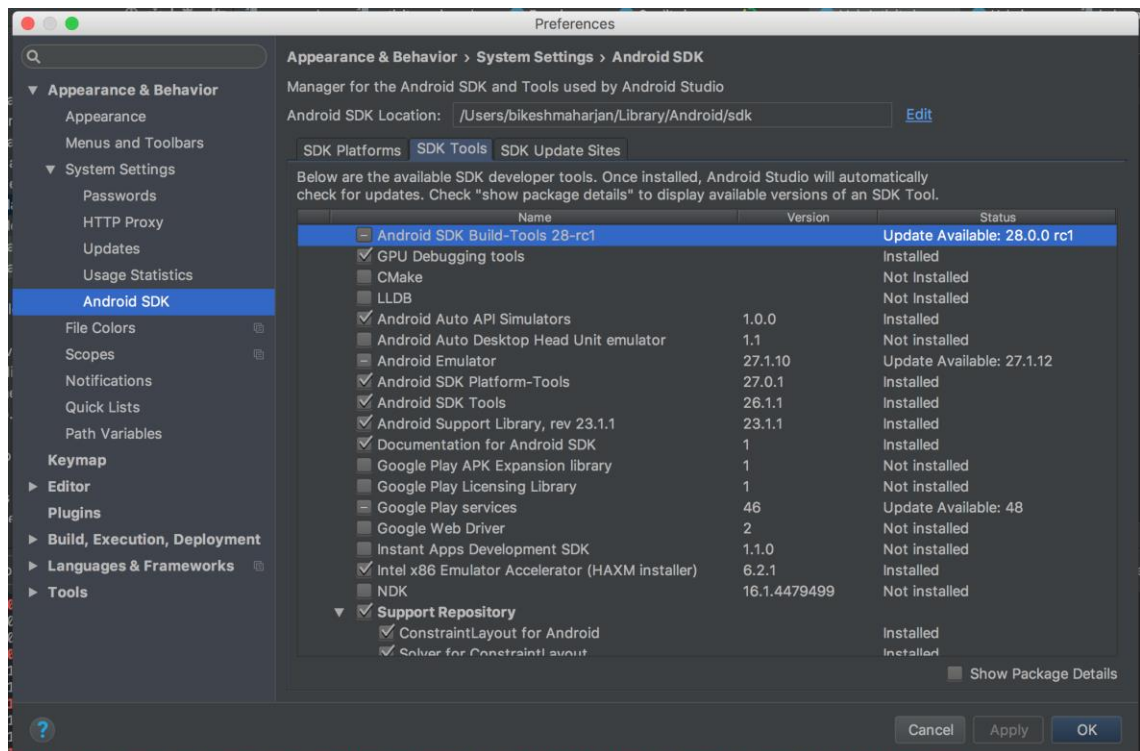 Preferences
Appearance & Behavior
Appearance
Menus and Toolbars
System Settings
Passwords
HTTP Proxy
Updates
Usage Statistics
Android SDK
File Colors
Scopes
Notifications
Quick Lists
Path Variables
Keymap
Editor
Plugins
Build, Execution, Deployment
Languages & Frameworks
Tools
Appearance & Behavior › System Settings › Android SDK
Manager for the Android SDK and Tools used by Android Studio
Android SDK Location: /Users/bikeshmaharjan/Library/Android/sdk Edit
SDK Platforms SDK Tools SDK Update Sites
Below are the available SDK developer tools. Once installed, Android Studio will automatically
check for updates. Check "show package details" to display available versions of an SDK Tool.
Name Version Status
Android SDK Build-Tools 28-rc1 Update Available: 28.0.0 rc1
GPU Debugging tools Installed
CMake Not Installed
LLDB Not Installed
Android Auto API Simulators 1.0.0 Installed
Android Auto Desktop Head Unit emulator 1.1 Not installed
Android Emulator 27.1.10 Update Available: 27.1.12
Android SDK Platform-Tools 27.0.1 Installed
Android SDK Tools 26.1.1 Installed
Android Support Library, rev 23.1.1 23.1.1 Installed
Documentation for Android SDK 1 Installed
Google Play APK Expansion library 1 Not installed
Google Play Licensing Library 1 Not installed
Google Play services 46 Update Available: 48
Google Web Driver 2 Not installed
Instant Apps Development SDK 1.1.0 Not installed
Intel x86 Emulator Accelerator (HAXM installer) 6.2.1 Installed
NDK 16.1.4479499 Not installed
Support Repository
ConstraintLayout for Android Installed
Solver for ConstraintLayout Installed
Show Package Details
? Cancel Apply OK